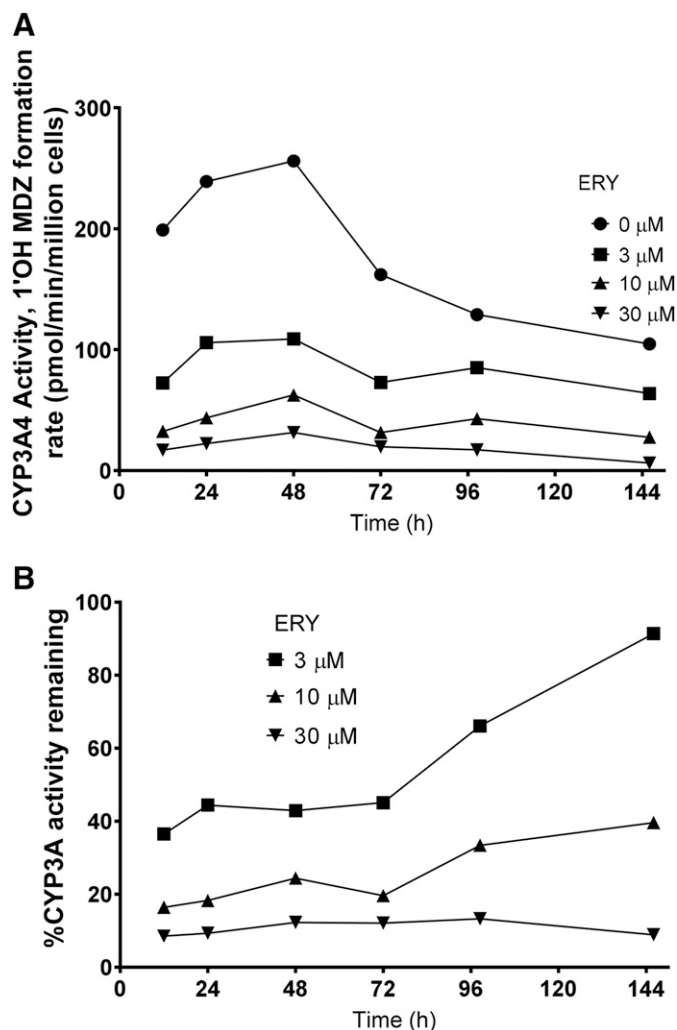 A
CYP3A4 Activity, 1'OH MDZ formation
rate (pmol/min/million cells)
300
200
100
0
ERY
0 μM
3 μM
10 μM
30 μM
0 24 48 72 96 120 144
Time (h)
B
%CYP3A activity remaining
100
80
60
40
20
0
ERY
3 μM
10 μM
30 μM
0 24 48 72 96 120 144
Time (h)